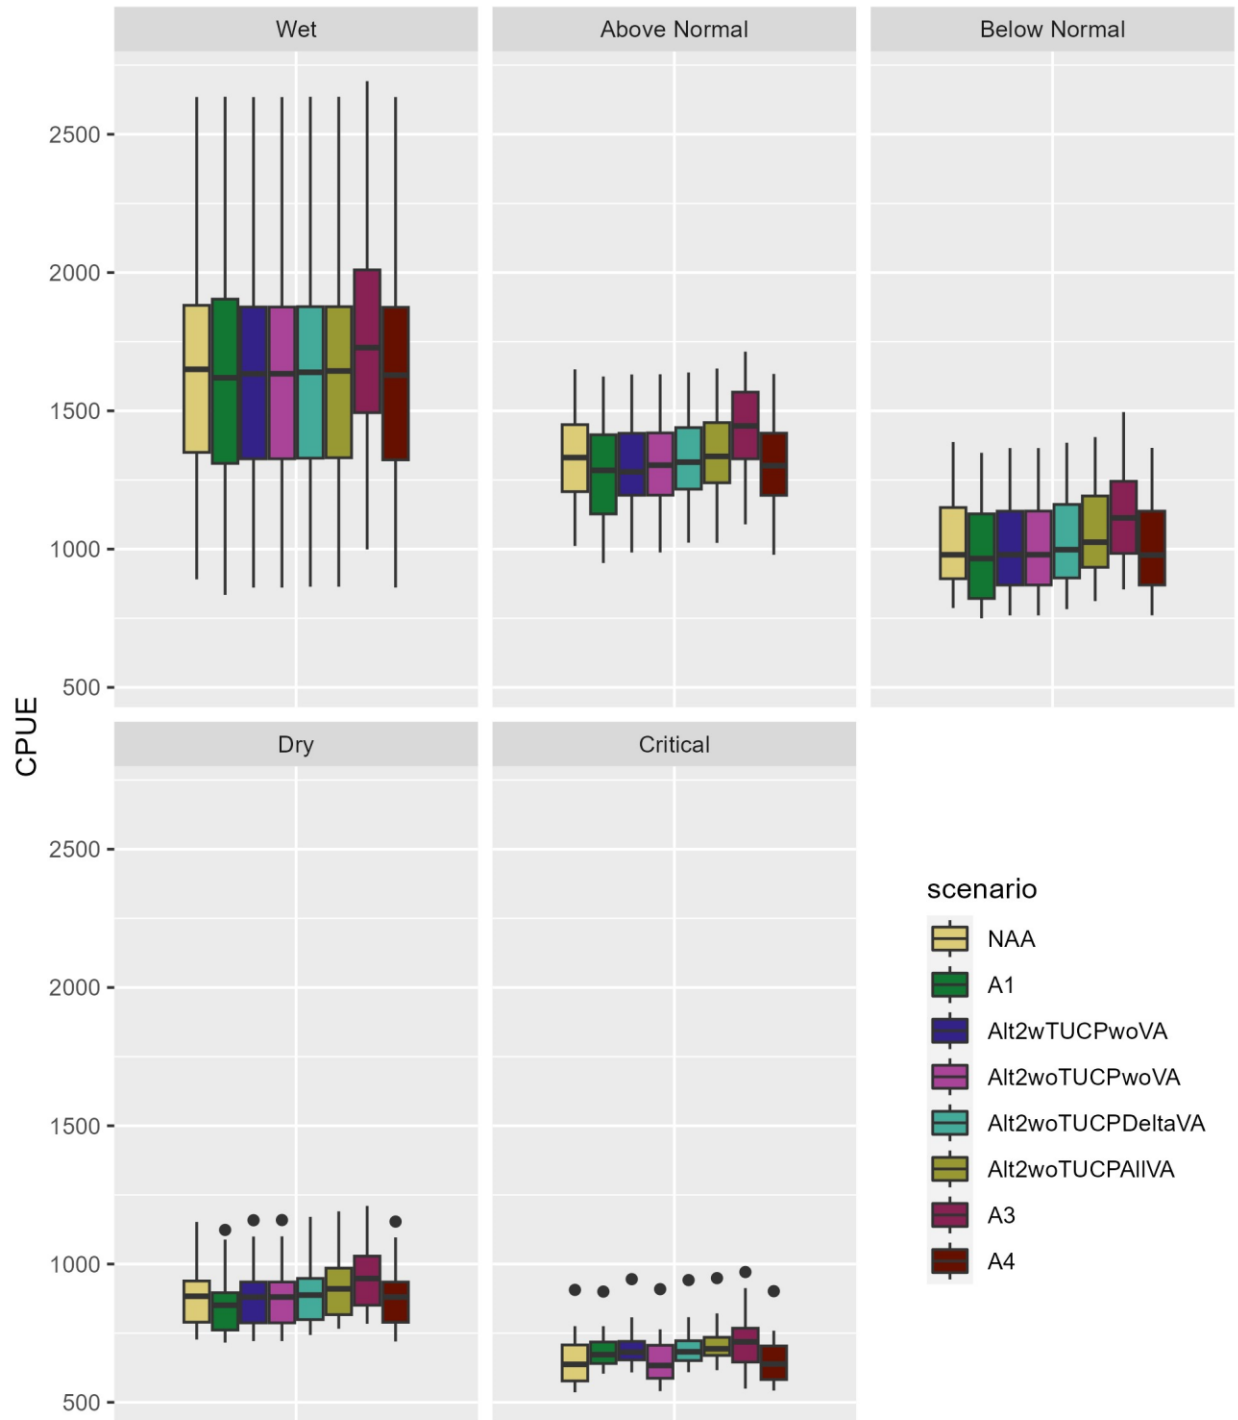 Wet
Above Normal
Below Normal
2500
2000
1500
1000
500
CPUE
Dry
Critical
2500
2000
1500
1000
500
scenario
NAA
A1
Alt2wTUCPwoVA
Alt2woTUCPwoVA
Alt2woTUCPDeltaVA
Alt2woTUCPAllVA
A3
A4